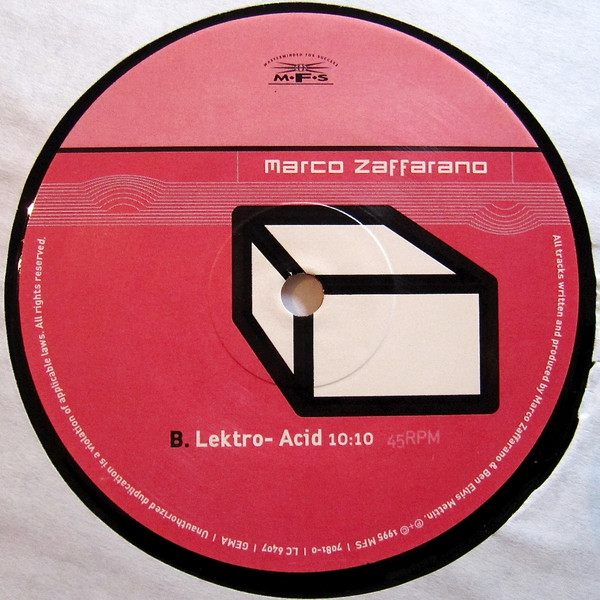 MASTERMINDED FOR SUCCESS
M•F•S
Marco Zaffarano
B. Lektro- Acid 10:10 45RPM
All tracks written and produced by Marco Zaffarano & Ben Elvis Mettin. ℗+© 1995 MFS | 7081-0 | LC 6407 | GEMA | Unauthorized duplication is a violation of applicable laws. All rights reserved.